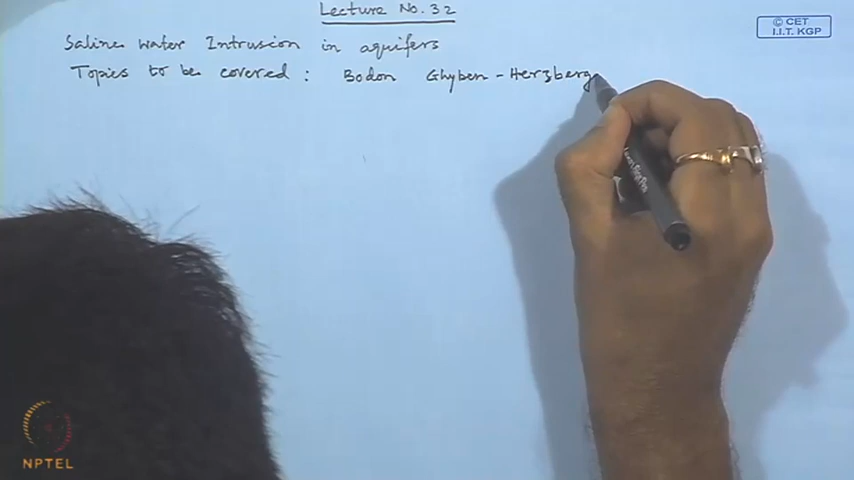 Lecture No. 32
© CET
I.I.T. KGP
Saline water Intrusion in aquifers
Topics to be covered : Bodon Ghyben - Herzberg
NPTEL